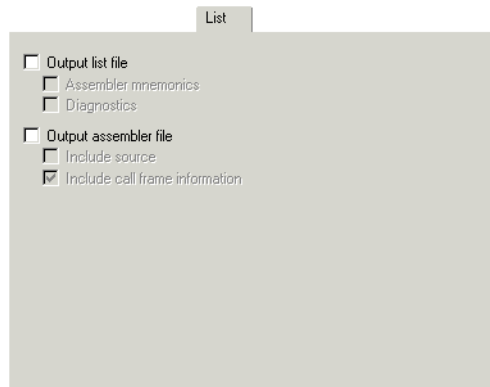 List
Output list file
Assembler mnemonics
Diagnostics
Output assembler file
Include source
Include call frame information